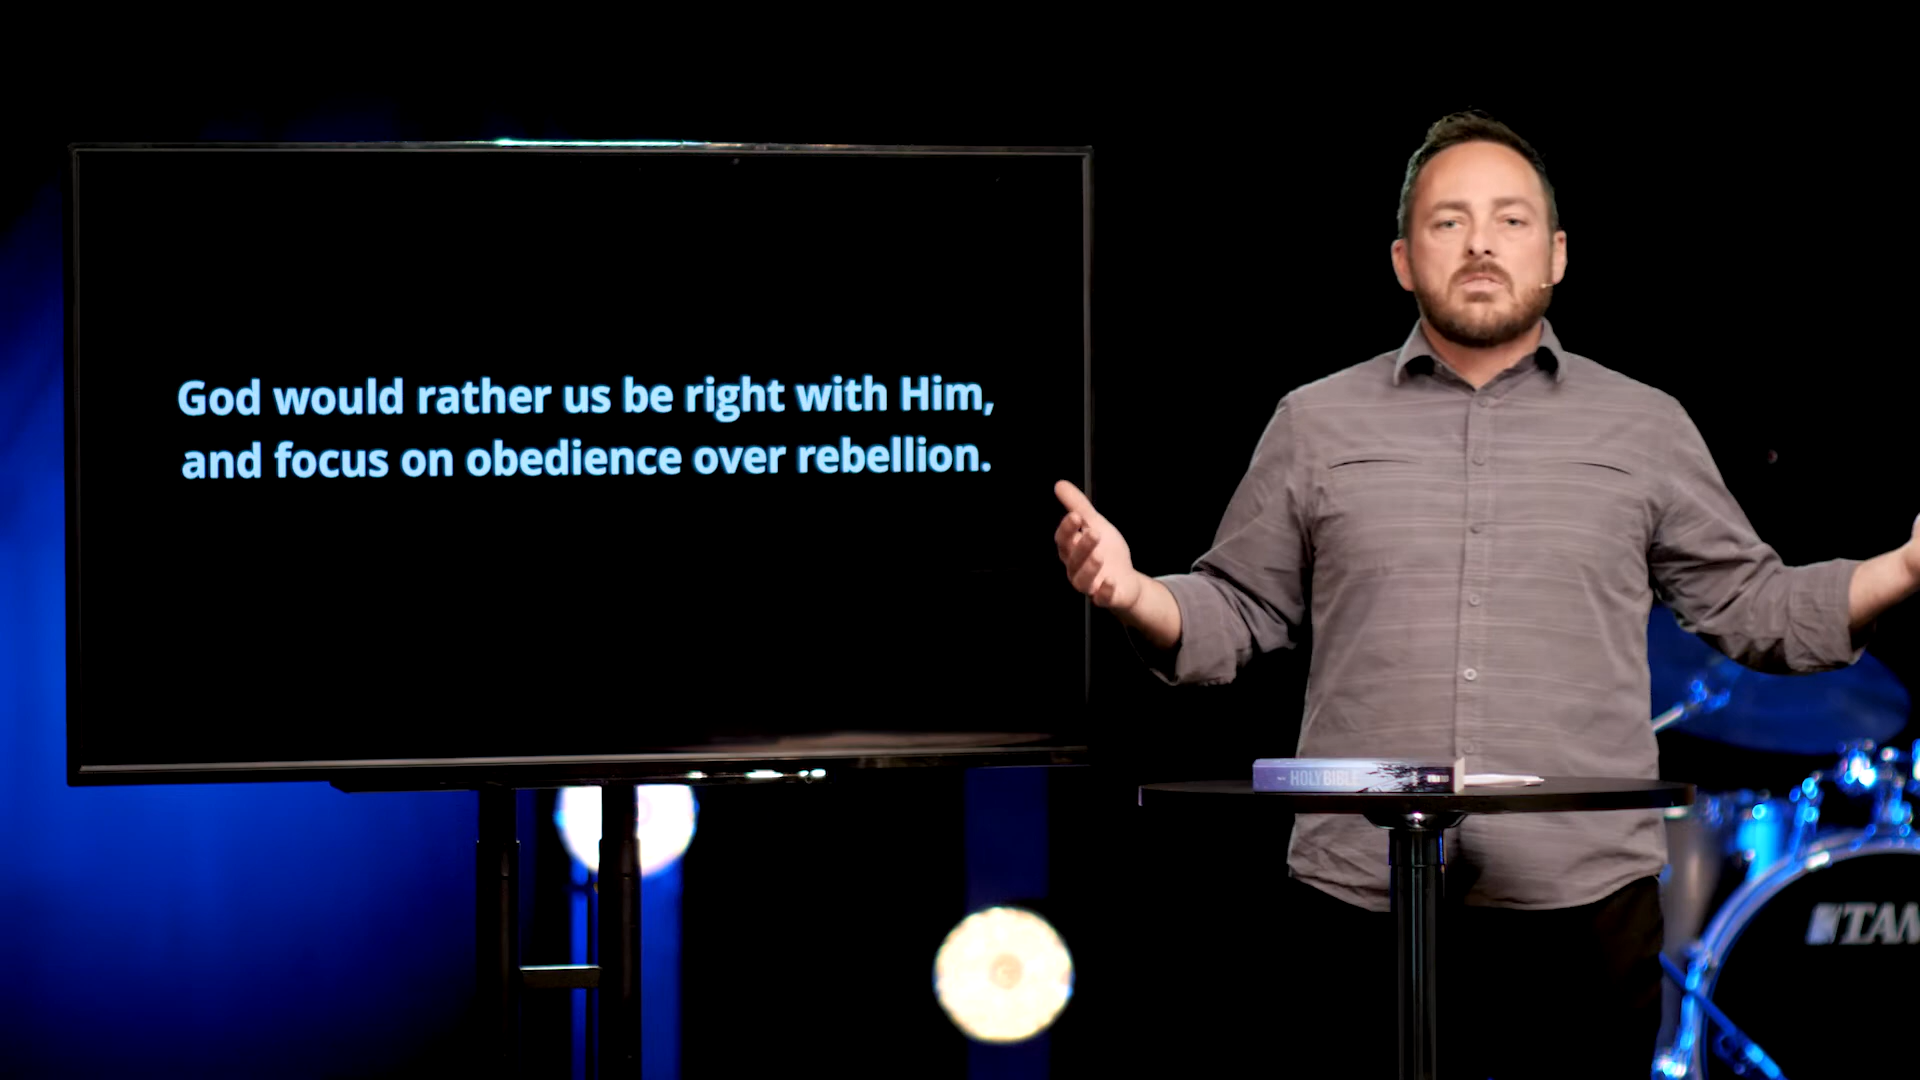 God would rather us be right with Him,
and focus on obedience over rebellion.
HOLY BIBLE
TAM